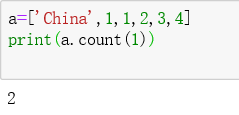 a=['China',1,1,2,3,4]
print(a.count(1))
2